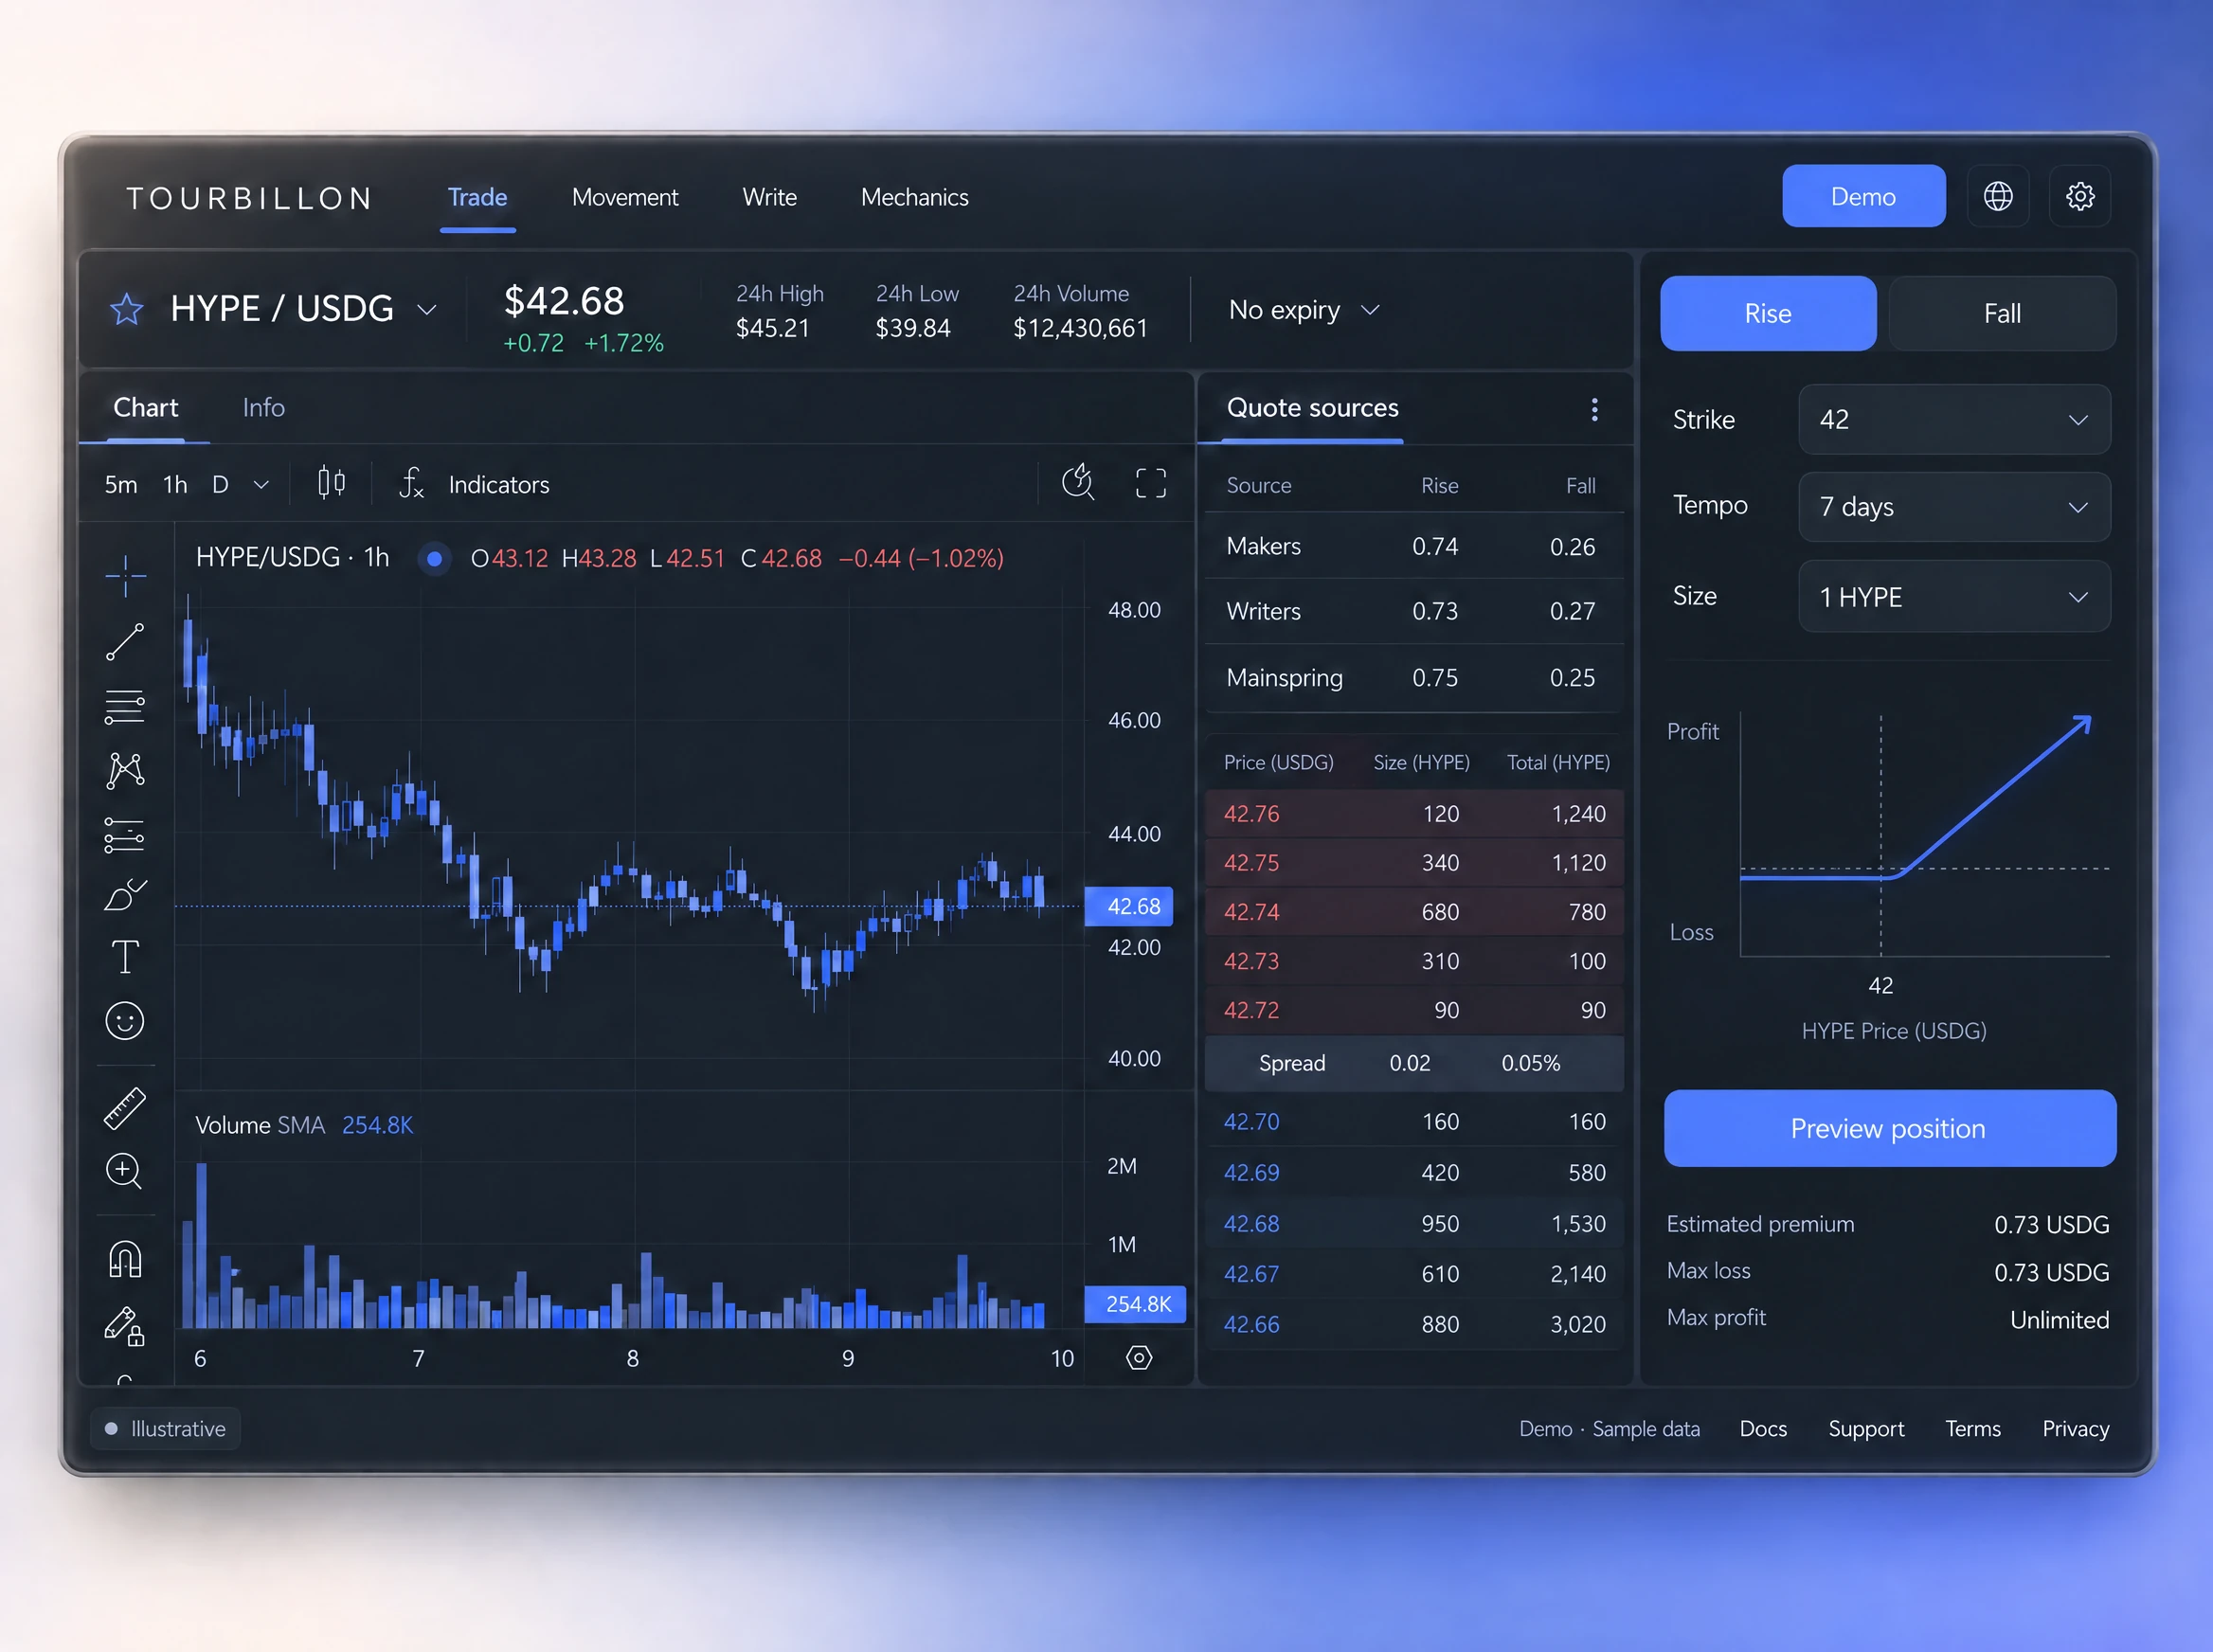 TOURBILLON Trade Movement Write Mechanics Demo
HYPE / USDG
$42.68
+0.72 +1.72%
24h High
$45.21
24h Low
$39.84
24h Volume
$12,430,661
No expiry
Chart Info
5m 1h D fx Indicators
HYPE/USDG · 1h O43.12 H43.28 L42.51 C42.68 −0.44 (−1.02%)
48.00
46.00
44.00
42.68
42.00
40.00
T
Volume SMA 254.8K
2M
1M
254.8K
6 7 8 9 10
Quote sources
Source Rise Fall
Makers 0.74 0.26
Writers 0.73 0.27
Mainspring 0.75 0.25
Price (USDG) Size (HYPE) Total (HYPE)
42.76 120 1,240
42.75 340 1,120
42.74 680 780
42.73 310 100
42.72 90 90
Spread 0.02 0.05%
42.70 160 160
42.69 420 580
42.68 950 1,530
42.67 610 2,140
42.66 880 3,020
Rise Fall
Strike 42
Tempo 7 days
Size 1 HYPE
Profit
Loss
42
HYPE Price (USDG)
Preview position
Estimated premium 0.73 USDG
Max loss 0.73 USDG
Max profit Unlimited
Illustrative
Demo · Sample data Docs Support Terms Privacy